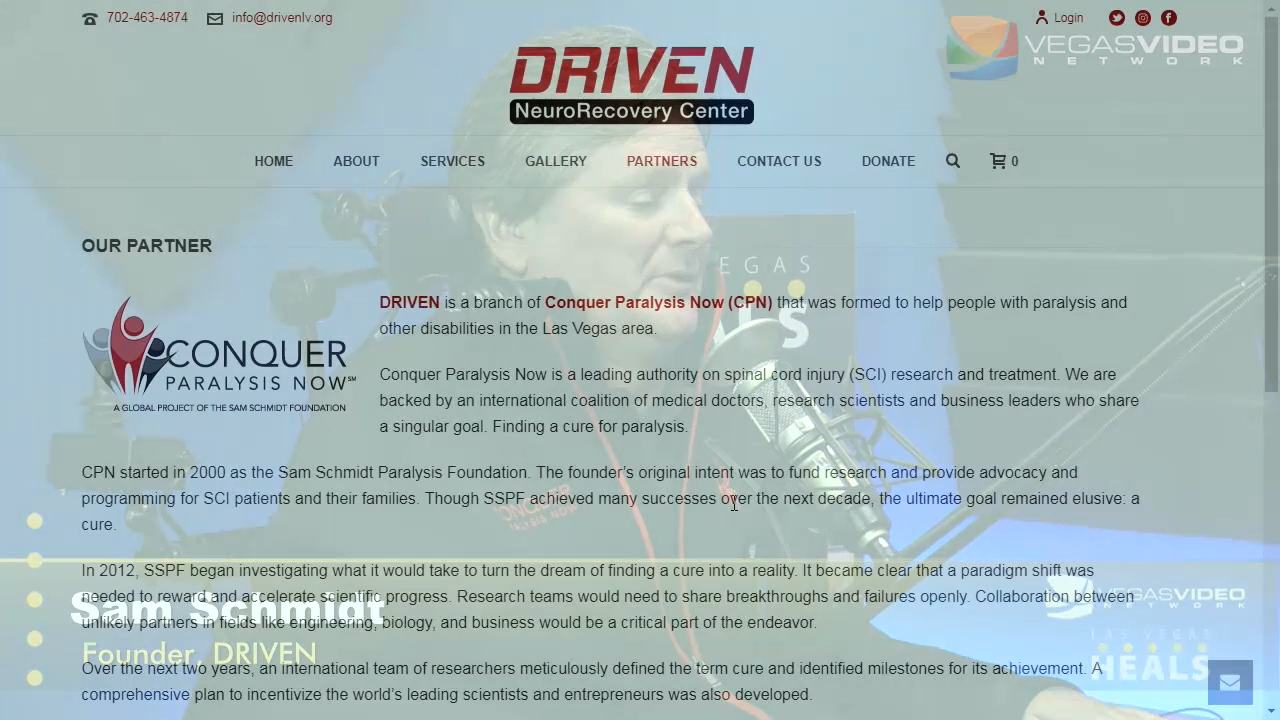 702-463-4874 info@drivenlv.org Login
VEGASVIDEO
NETWORK
DRIVEN
NeuroRecovery Center
HOME ABOUT SERVICES GALLERY PARTNERS CONTACT US DONATE 0
OUR PARTNER
VEGAS
DRIVEN is a branch of Conquer Paralysis Now (CPN) that was formed to help people with paralysis and
other disabilities in the Las Vegas area.
CONQUER
PARALYSIS NOW℠
A GLOBAL PROJECT OF THE SAM SCHMIDT FOUNDATION
Conquer Paralysis Now is a leading authority on spinal cord injury (SCI) research and treatment. We are
backed by an international coalition of medical doctors, research scientists and business leaders who share
a singular goal. Finding a cure for paralysis.
CPN started in 2000 as the Sam Schmidt Paralysis Foundation. The founder’s original intent was to fund research and provide advocacy and
programming for SCI patients and their families. Though SSPF achieved many successes over the next decade, the ultimate goal remained elusive: a
cure.
In 2012, SSPF began investigating what it would take to turn the dream of finding a cure into a reality. It became clear that a paradigm shift was
needed to reward and accelerate scientific progress. Research teams would need to share breakthroughs and failures openly. Collaboration between
unlikely partners in fields like engineering, biology, and business would be a critical part of the endeavor.
Over the next two years, an international team of researchers meticulously defined the term cure and identified milestones for its achievement. A
comprehensive plan to incentivize the world’s leading scientists and entrepreneurs was also developed.
Sam Schmidt
Founder, DRIVEN
VEGASVIDEO
NETWORK
LAS VEGAS
HEALS